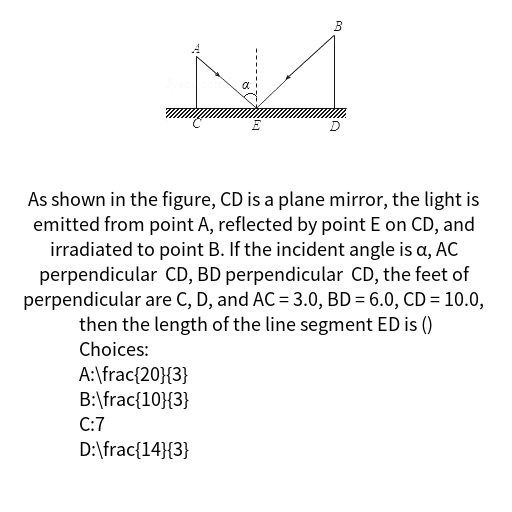 B
A
α
C
E
D
As shown in the figure, CD is a plane mirror, the light is
emitted from point A, reflected by point E on CD, and
irradiated to point B. If the incident angle is α, AC
perpendicular  CD, BD perpendicular  CD, the feet of
perpendicular are C, D, and AC = 3.0, BD = 6.0, CD = 10.0,
then the length of the line segment ED is ()
Choices:
A:\frac{20}{3}
B:\frac{10}{3}
C:7
D:\frac{14}{3}